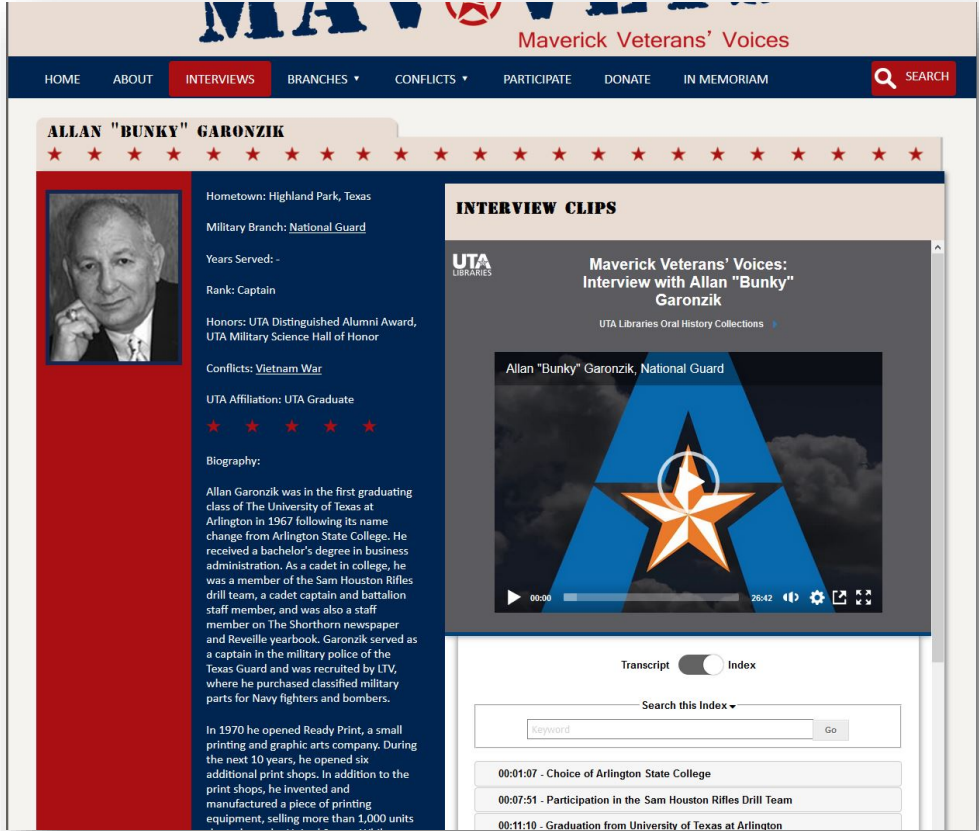 Maverick Veterans' Voices
HOME ABOUT INTERVIEWS BRANCHES ▾ CONFLICTS ▾ PARTICIPATE DONATE IN MEMORIAM SEARCH
ALLAN "BUNKY" GARONZIK
Hometown: Highland Park, Texas
Military Branch: National Guard
Years Served: -
Rank: Captain
Honors: UTA Distinguished Alumni Award,
UTA Military Science Hall of Honor
Conflicts: Vietnam War
UTA Affiliation: UTA Graduate
Biography:
Allan Garonzik was in the first graduating
class of The University of Texas at
Arlington in 1967 following its name
change from Arlington State College. He
received a bachelor's degree in business
administration. As a cadet in college, he
was a member of the Sam Houston Rifles
drill team, a cadet captain and battalion
staff member, and was also a staff
member on The Shorthorn newspaper
and Reveille yearbook. Garonzik served as
a captain in the military police of the
Texas Guard and was recruited by LTV,
where he purchased classified military
parts for Navy fighters and bombers.
In 1970 he opened Ready Print, a small
printing and graphic arts company. During
the next 10 years, he opened six
additional print shops. In addition to the
print shops, he invented and
manufactured a piece of printing
equipment, selling more than 1,000 units
INTERVIEW CLIPS
UTA
LIBRARIES
Maverick Veterans' Voices:
Interview with Allan "Bunky"
Garonzik
UTA Libraries Oral History Collections
Allan "Bunky" Garonzik, National Guard
00:00 26:42
Transcript Index
Search this Index
Keyword Go
00:01:07 - Choice of Arlington State College
00:07:51 - Participation in the Sam Houston Rifles Drill Team
00:11:10 - Graduation from University of Texas at Arlington